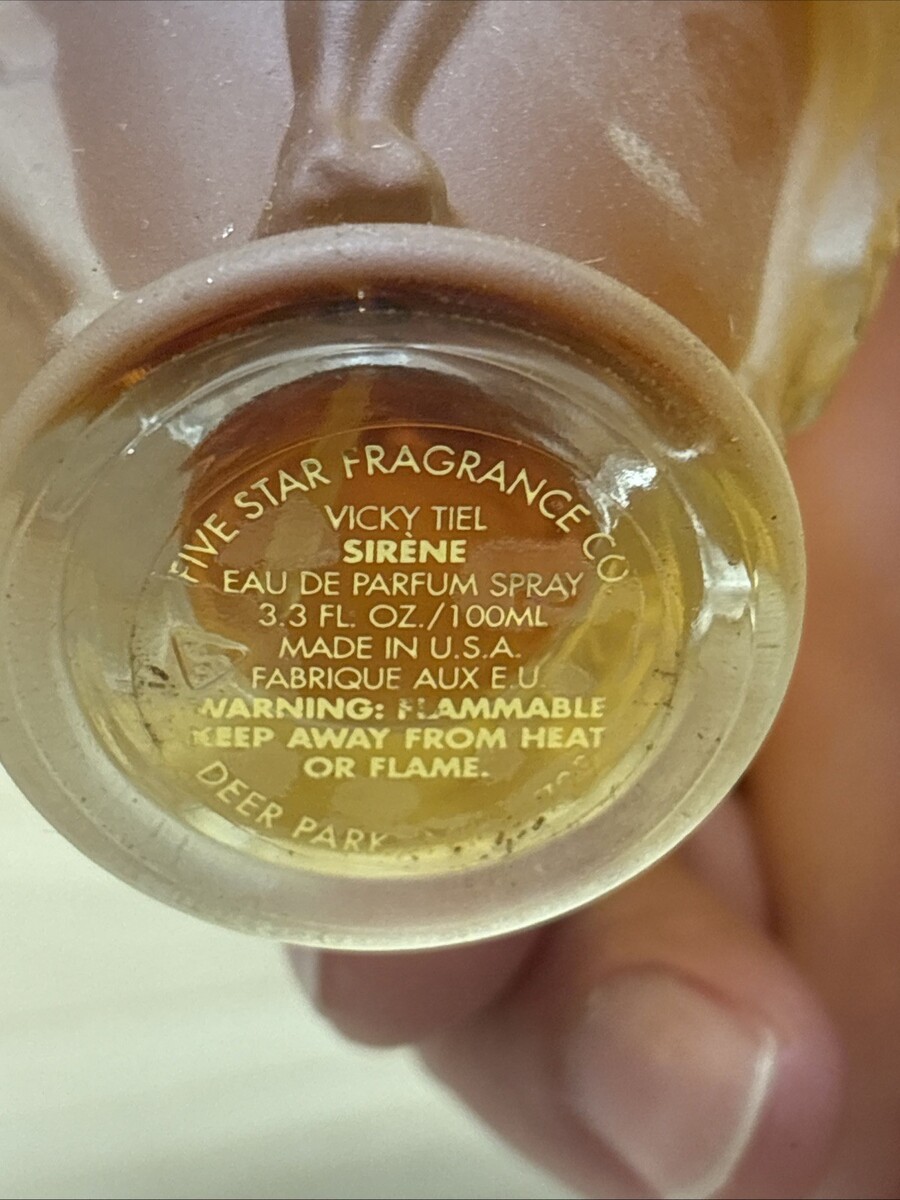 FIVE STAR FRAGRANCE CO
VICKY TIEL
SIRÈNE
EAU DE PARFUM SPRAY
3.3 FL. OZ./100ML
MADE IN U.S.A.
FABRIQUE AUX E.U.
WARNING: FLAMMABLE
KEEP AWAY FROM HEAT
OR FLAME.
DEER PARK